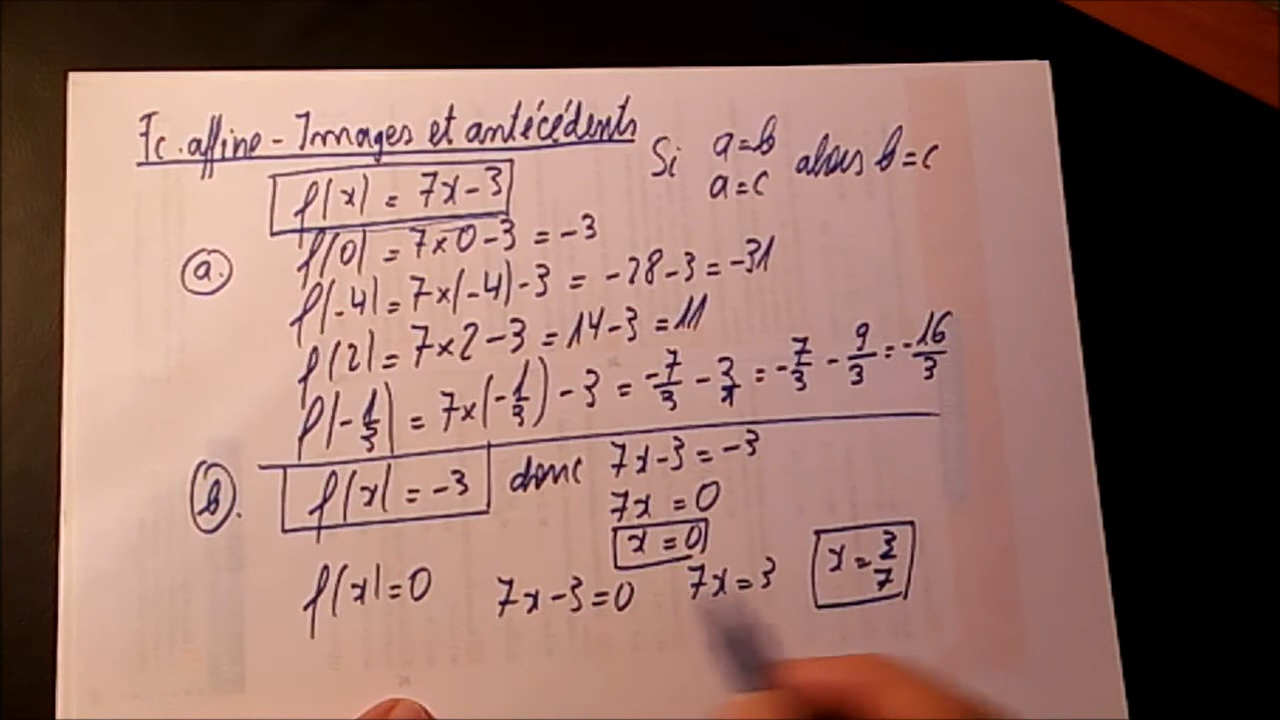 Fc. affine - Images et antécédents
Si a=b alors b=c
a=c
f(x) = 7x-3
a. f(0) = 7×0-3 = -3
f(-4) = 7×(-4)-3 = -28-3 = -31
f(2) = 7×2-3 = 14-3 = 11
f(-1/3) = 7×(-1/3)-3 = -7/3 - 3/1 = -7/3 - 9/3 = -16/3
b. f(x) = -3 donc 7x-3 = -3
7x = 0
x = 0
f(x) = 0 7x-3 = 0 7x = 3 x = 3/7